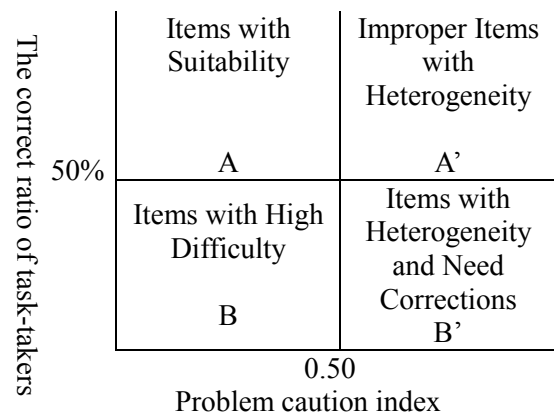 The correct ratio of task-takers
Items with
Suitability
A
Improper Items
with
Heterogeneity
A’
50%
Items with High
Difficulty
B
Items with
Heterogeneity
and Need
Corrections
B’
0.50
Problem caution index